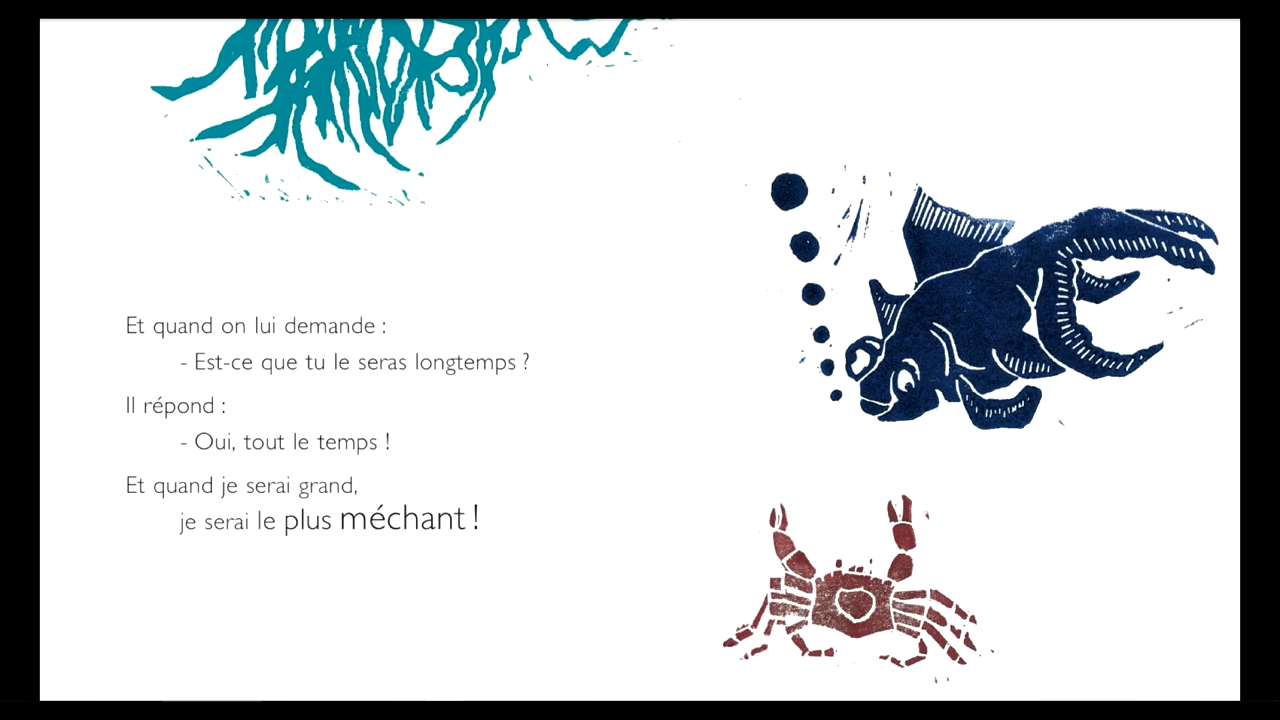 Et quand on lui demande :
- Est-ce que tu le seras longtemps ?
Il répond :
- Oui, tout le temps !
Et quand je serai grand,
je serai le plus méchant !